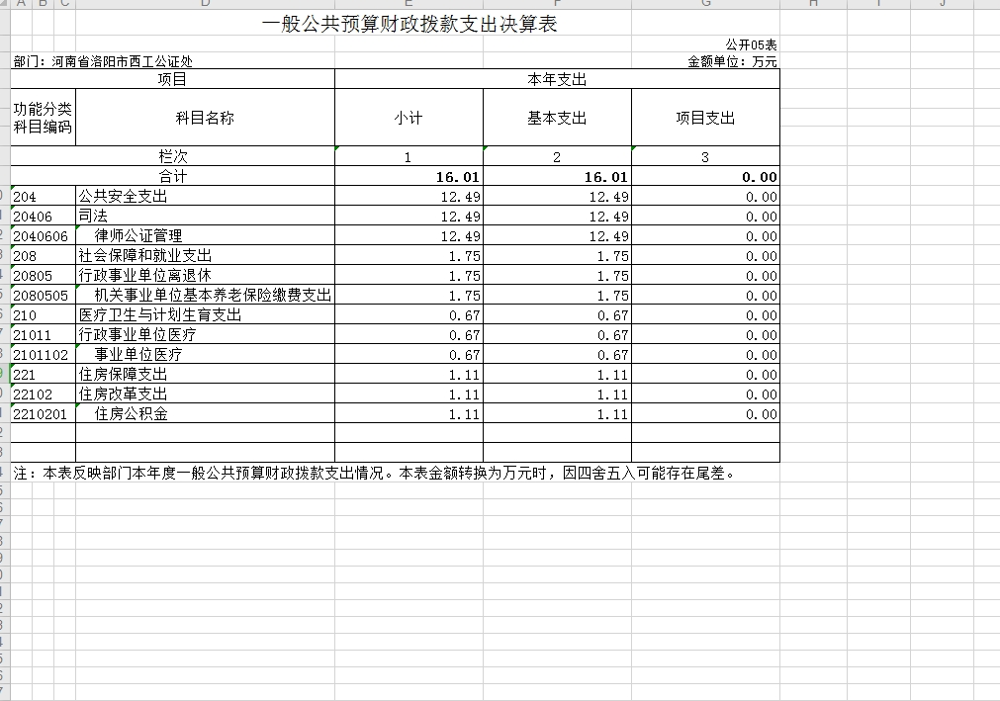 A B C D E F G H I J
一般公共预算财政拨款支出决算表
公开05表
部门：河南省洛阳市西工公证处 金额单位：万元
项目 本年支出
功能分类
科目编码 科目名称 小计 基本支出 项目支出
栏次 1 2 3
合计 16.01 16.01 0.00
204 公共安全支出 12.49 12.49 0.00
20406 司法 12.49 12.49 0.00
2040606 律师公证管理 12.49 12.49 0.00
208 社会保障和就业支出 1.75 1.75 0.00
20805 行政事业单位离退休 1.75 1.75 0.00
2080505 机关事业单位基本养老保险缴费支出 1.75 1.75 0.00
210 医疗卫生与计划生育支出 0.67 0.67 0.00
21011 行政事业单位医疗 0.67 0.67 0.00
2101102 事业单位医疗 0.67 0.67 0.00
221 住房保障支出 1.11 1.11 0.00
22102 住房改革支出 1.11 1.11 0.00
2210201 住房公积金 1.11 1.11 0.00
注：本表反映部门本年度一般公共预算财政拨款支出情况。本表金额转换为万元时，因四舍五入可能存在尾差。